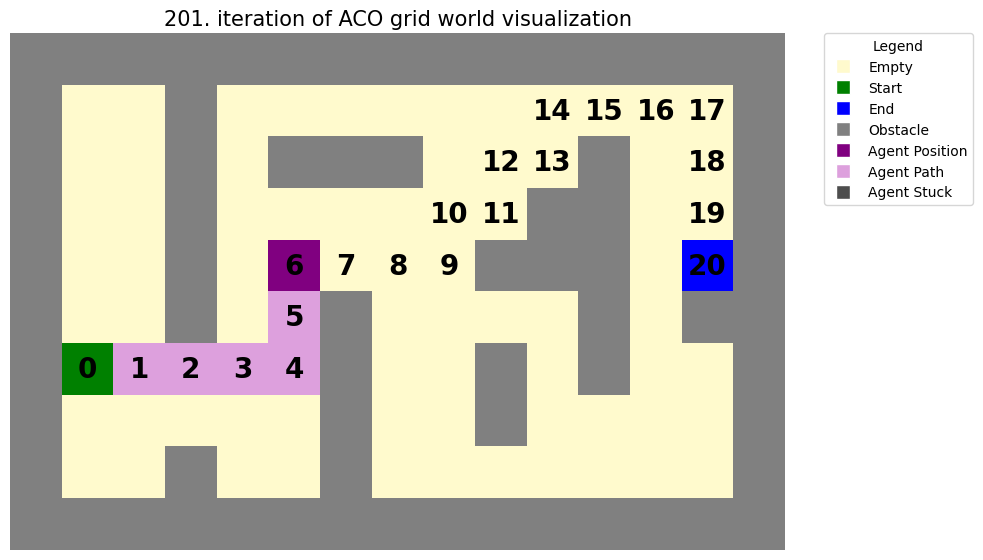 201. iteration of ACO grid world visualization
14 15 16 17
12 13 18
10 11 19
6 7 8 9 20
5
0 1 2 3 4
Legend
Empty
Start
End
Obstacle
Agent Position
Agent Path
Agent Stuck